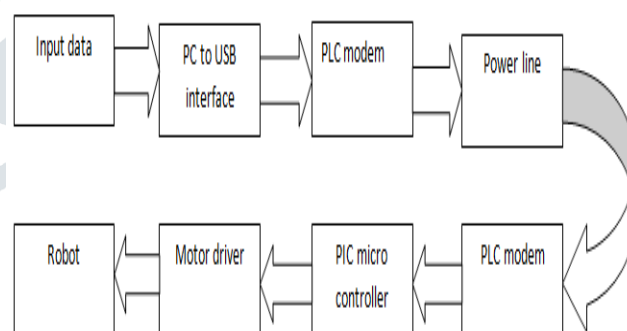 Input data
PC to USB
interface
PLC modem
Power line
Robot
Motor driver
PIC micro
controller
PLC modem